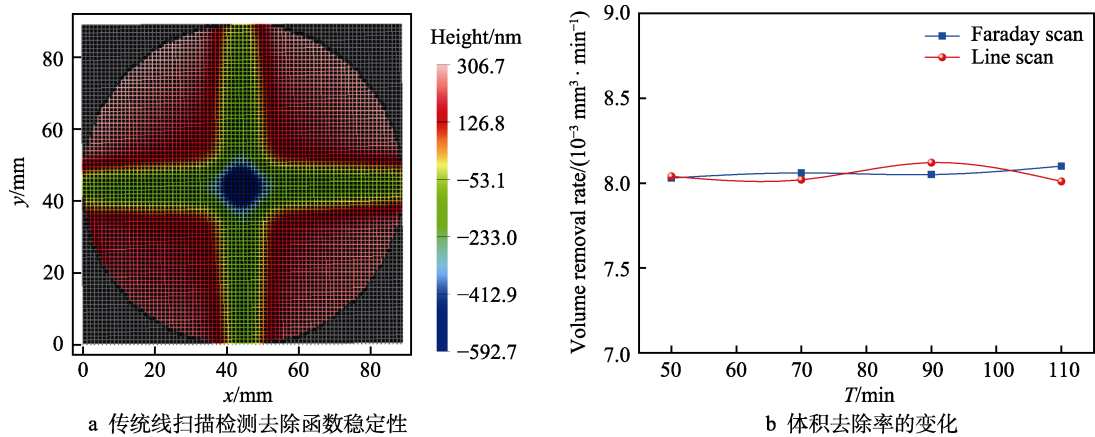 80
60
40
20
0
y/mm
0 20 40 60 80
x/mm
Height/nm
306.7
126.8
−53.1
−233.0
−412.9
−592.7
a 传统线扫描检测去除函数稳定性
9.0
8.5
8.0
7.5
7.0
Volume removal rate/(10⁻³ mm³ · min⁻¹)
Faraday scan
Line scan
50 60 70 80 90 100 110
T/min
b 体积去除率的变化